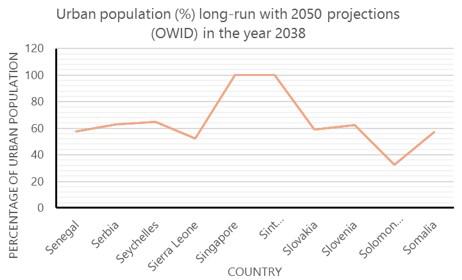 Urban population (%) long-run with 2050 projections
(OWID) in the year 2038
PERCENTAGE OF URBAN POPULATION
120
100
80
60
40
20
0
Senegal
Serbia
Seychelles
Sierra Leone
Singapore
Sint...
Slovakia
Slovenia
Solomon...
Somalia
COUNTRY